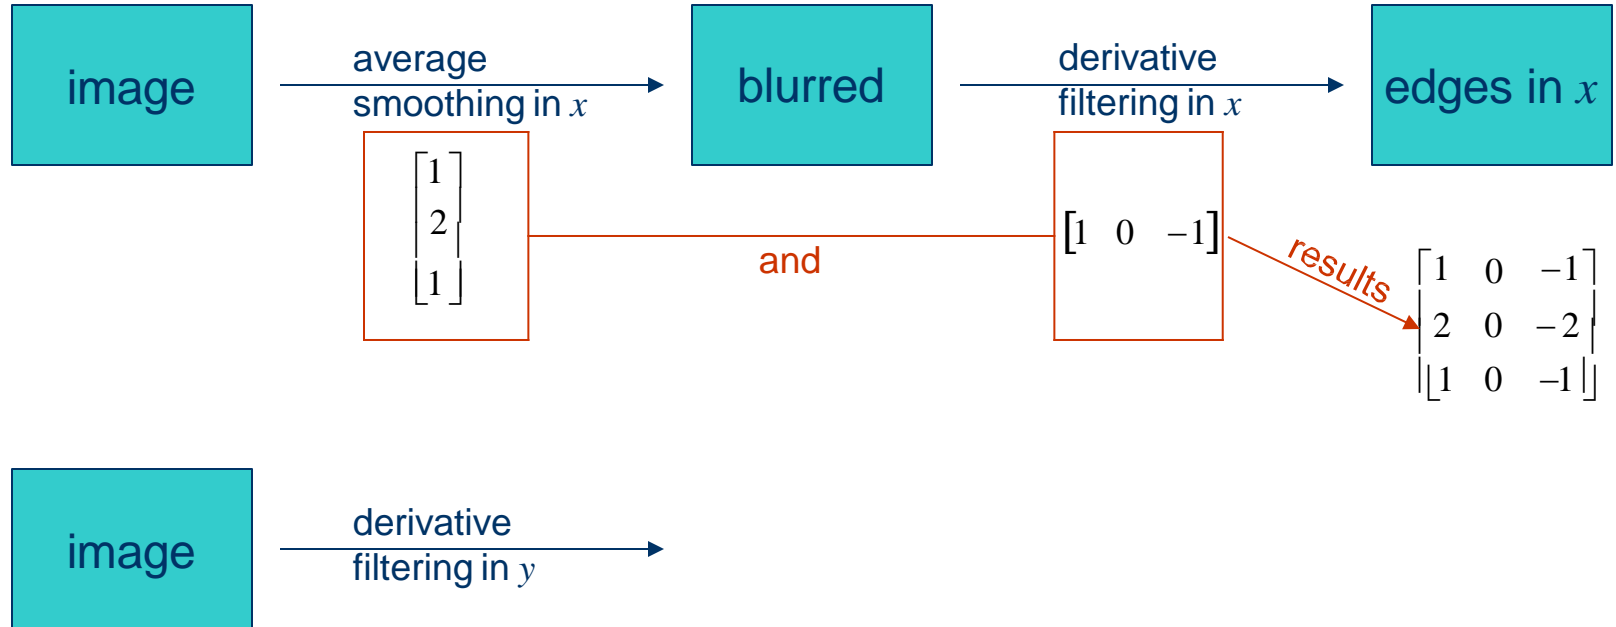 image
average
smoothing in x
blurred
derivative
filtering in x
edges in x
1
2
1
and
[1 0 −1]
results
1 0 −1
2 0 −2
1 0 −1
image
derivative
filtering in y